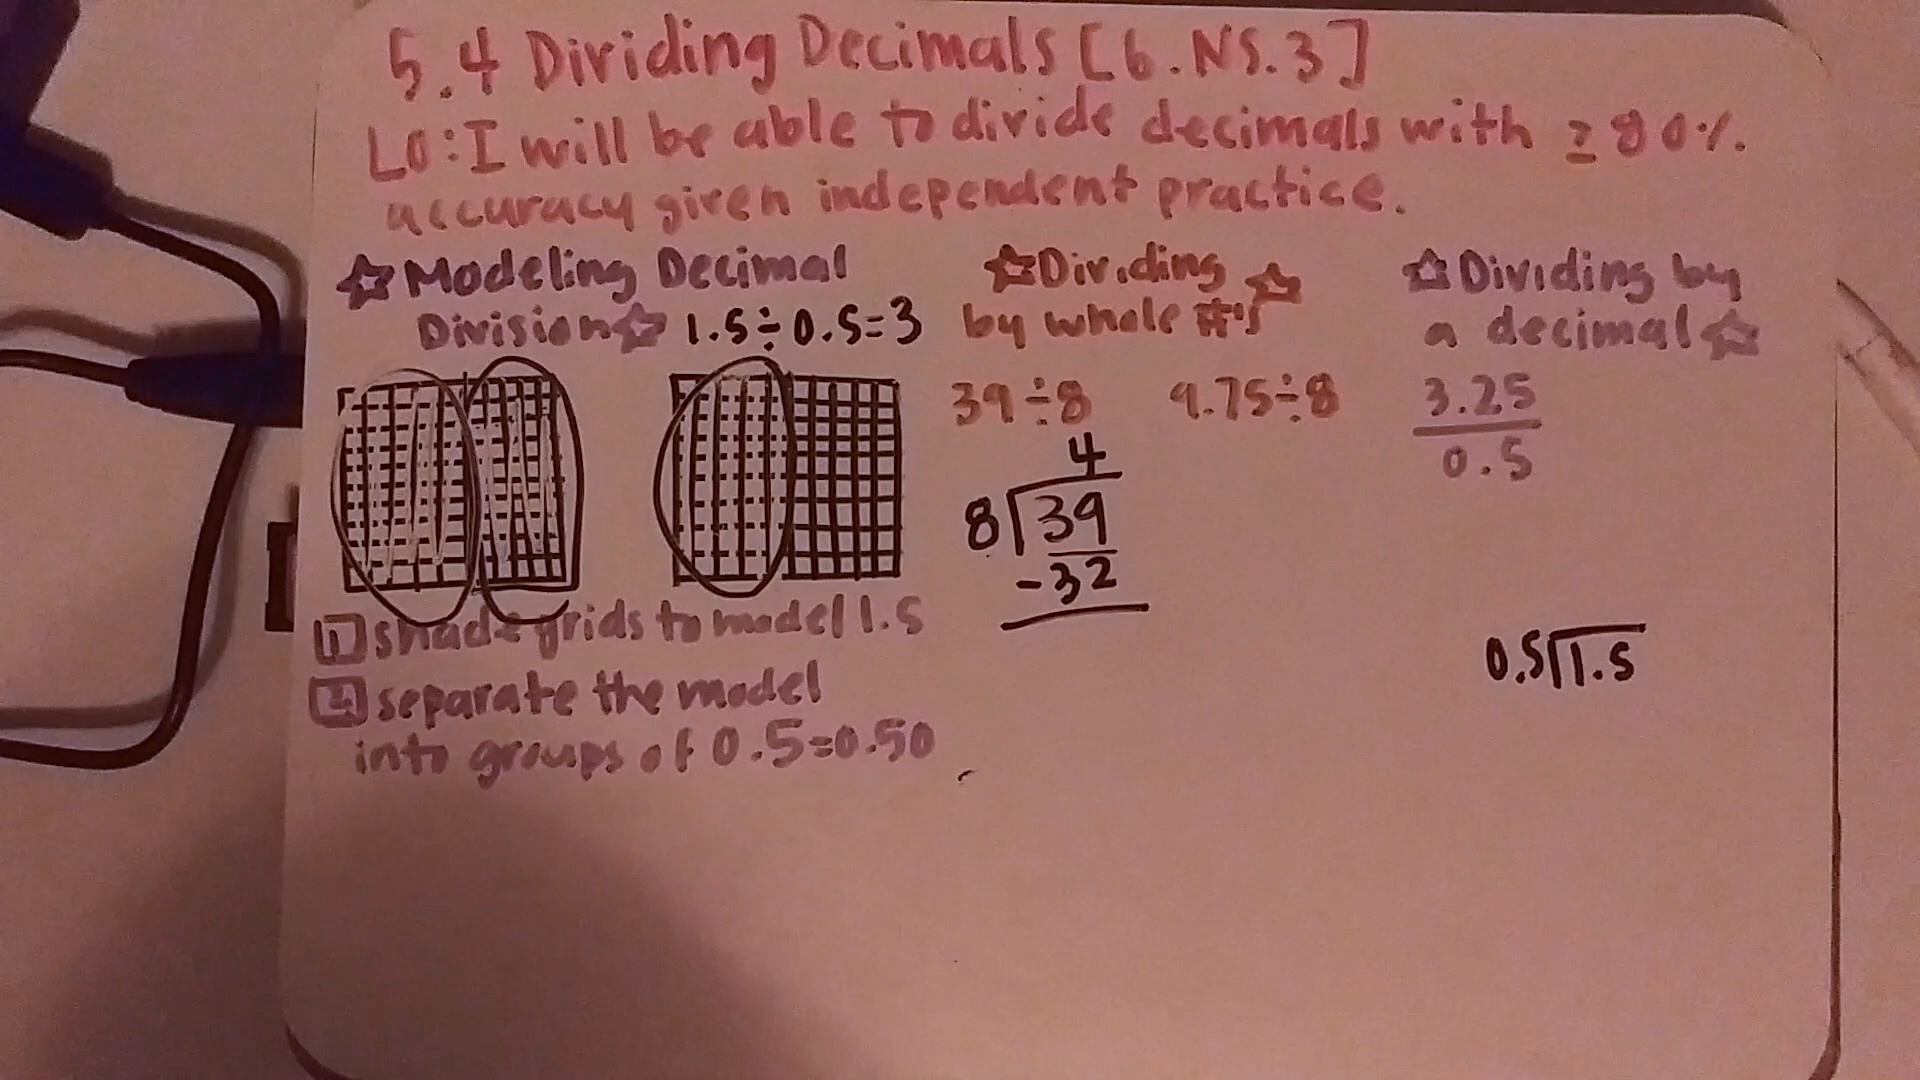 5.4 Dividing Decimals [6.NS.3]
LO: I will be able to divide decimals with ≥ 80%
accuracy given independent practice.
☆ Modeling Decimal
Division ☆ 1.5 ÷ 0.5 = 3
1 shade grids to model 1.5
2 separate the model
into groups of 0.5 = 0.50
☆ Dividing ☆
by whole #'s
39 ÷ 8 9.75 ÷ 8
4
8 39
- 32
☆ Dividing by
a decimal ☆
3.25
0.5
0.5 1.5